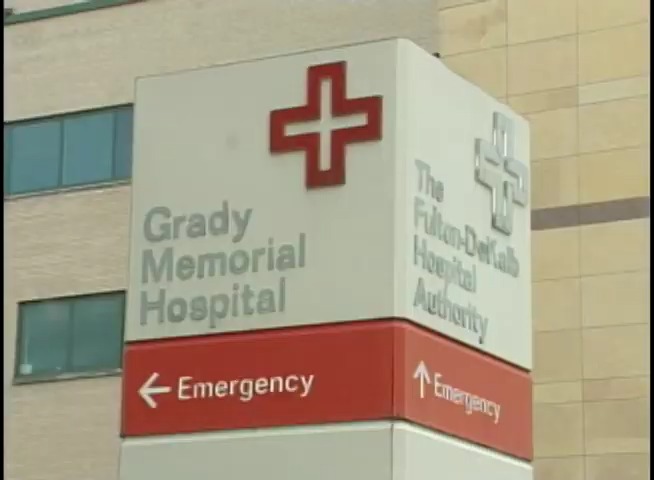 Grady
Memorial
Hospital
Emergency
The
Fulton-DeKalb
Hospital
Authority
Emergency